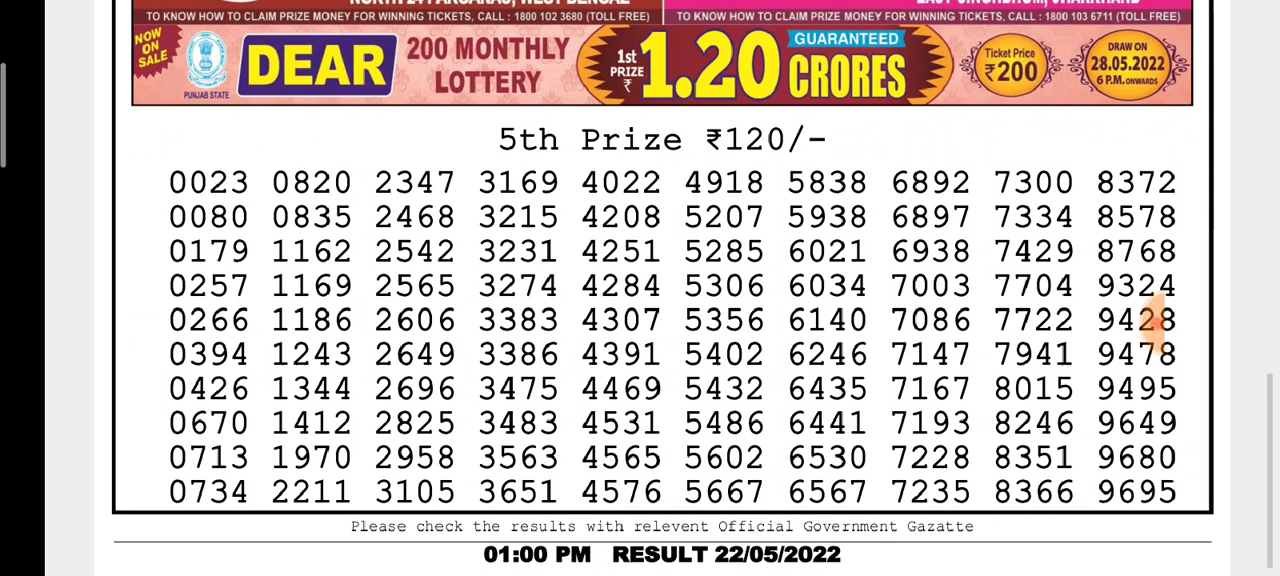 TO KNOW HOW TO CLAIM PRIZE MONEY FOR WINNING TICKETS, CALL : 1800 102 3680 (TOLL FREE)
TO KNOW HOW TO CLAIM PRIZE MONEY FOR WINNING TICKETS, CALL : 1800 103 6711 (TOLL FREE)
NOW ON SALE
PUNJAB STATE
DEAR
200 MONTHLY
LOTTERY
1st
PRIZE
₹
1.20
GUARANTEED
CRORES
Ticket Price
₹200
DRAW ON
28.05.2022
6 P.M. ONWARDS
5th Prize ₹120/-
0023 0820 2347 3169 4022 4918 5838 6892 7300 8372
0080 0835 2468 3215 4208 5207 5938 6897 7334 8578
0179 1162 2542 3231 4251 5285 6021 6938 7429 8768
0257 1169 2565 3274 4284 5306 6034 7003 7704 9324
0266 1186 2606 3383 4307 5356 6140 7086 7722 9428
0394 1243 2649 3386 4391 5402 6246 7147 7941 9478
0426 1344 2696 3475 4469 5432 6435 7167 8015 9495
0670 1412 2825 3483 4531 5486 6441 7193 8246 9649
0713 1970 2958 3563 4565 5602 6530 7228 8351 9680
0734 2211 3105 3651 4576 5667 6567 7235 8366 9695
Please check the results with relevent Official Government Gazatte
01:00 PM RESULT 22/05/2022